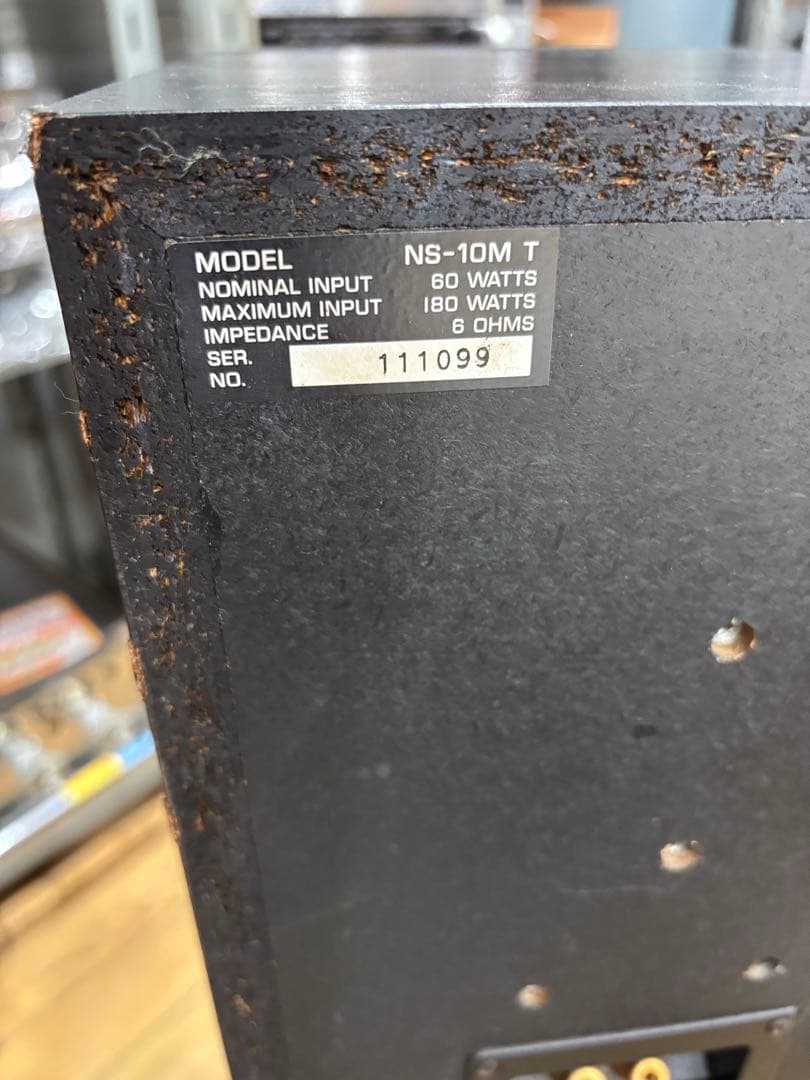 MODEL NS-10M T
NOMINAL INPUT 60 WATTS
MAXIMUM INPUT 180 WATTS
IMPEDANCE 6 OHMS
SER.
NO. 111099